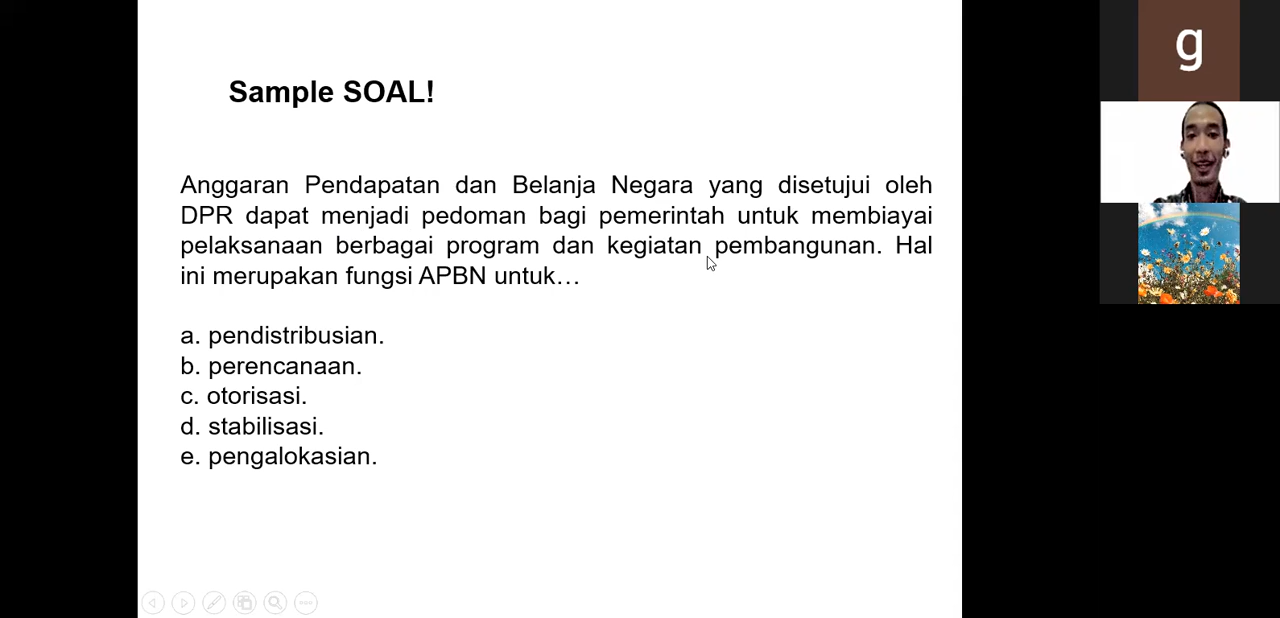 Sample SOAL!
Anggaran Pendapatan dan Belanja Negara yang disetujui oleh
DPR dapat menjadi pedoman bagi pemerintah untuk membiayai
pelaksanaan berbagai program dan kegiatan pembangunan. Hal
ini merupakan fungsi APBN untuk…
a. pendistribusian.
b. perencanaan.
c. otorisasi.
d. stabilisasi.
e. pengalokasian.
g